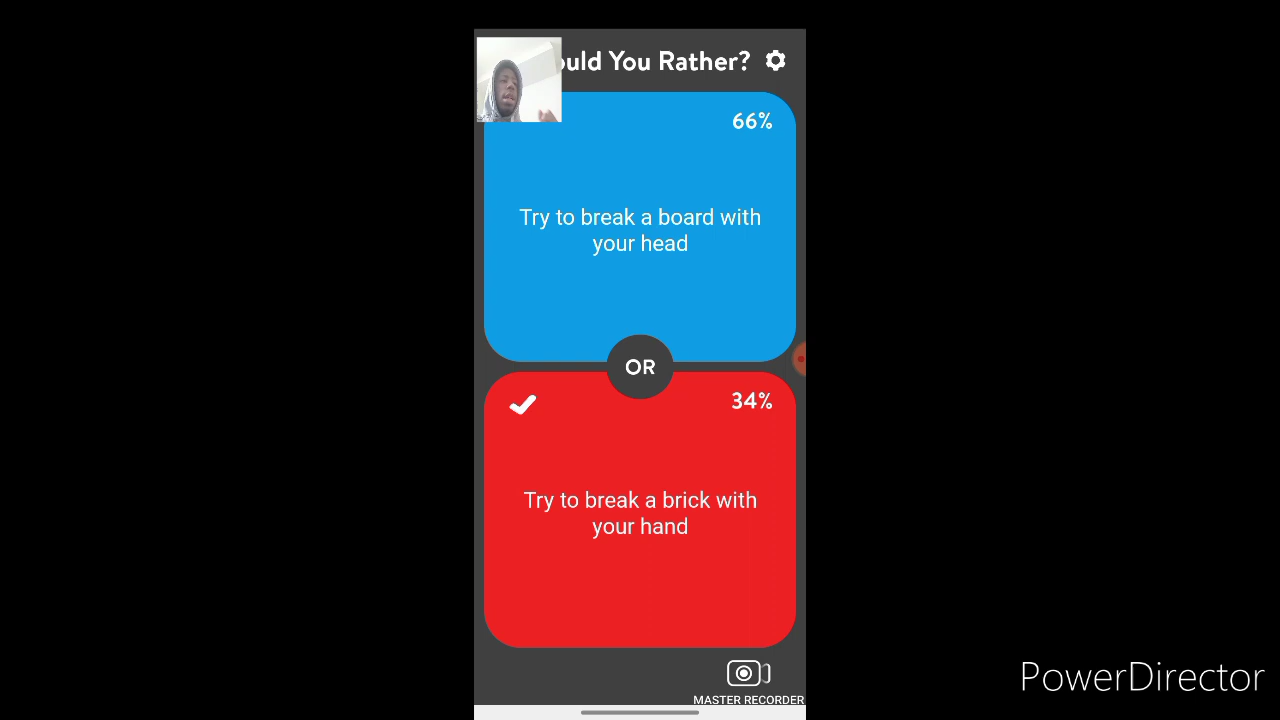 ould You Rather?
66%
Try to break a board with
your head
OR
34%
Try to break a brick with
your hand
MASTER RECORDER
PowerDirector